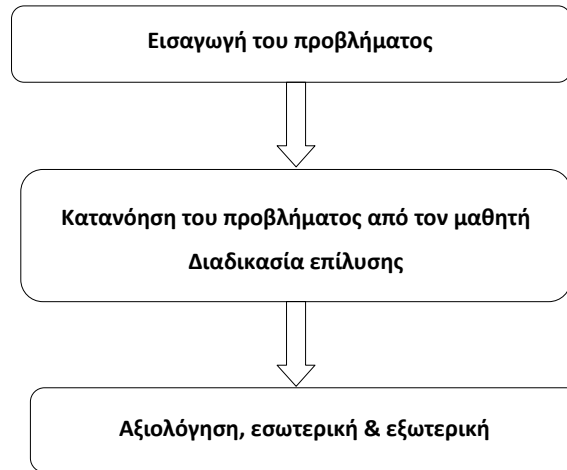 Εισαγωγή του προβλήματος
Κατανόηση του προβλήματος από τον μαθητή
Διαδικασία επίλυσης
Αξιολόγηση, εσωτερική & εξωτερική